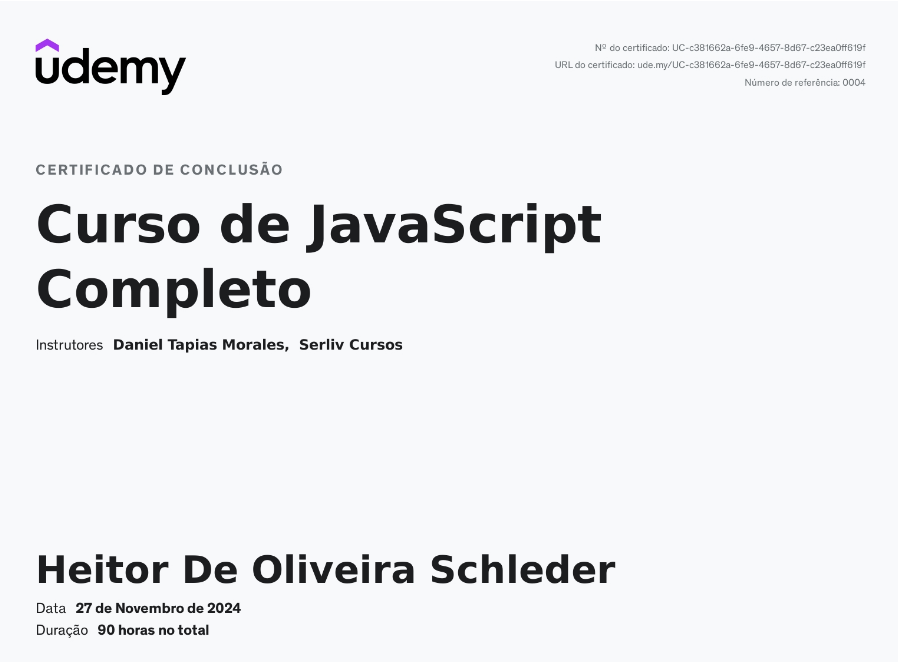 udemy
Nº do certificado: UC-c381662a-6fe9-4657-8d67-c23ea0ff619f
URL do certificado: ude.my/UC-c381662a-6fe9-4657-8d67-c23ea0ff619f
Número de referência: 0004
CERTIFICADO DE CONCLUSÃO
Curso de JavaScript
Completo
Instrutores Daniel Tapias Morales, Serliv Cursos
Heitor De Oliveira Schleder
Data 27 de Novembro de 2024
Duração 90 horas no total